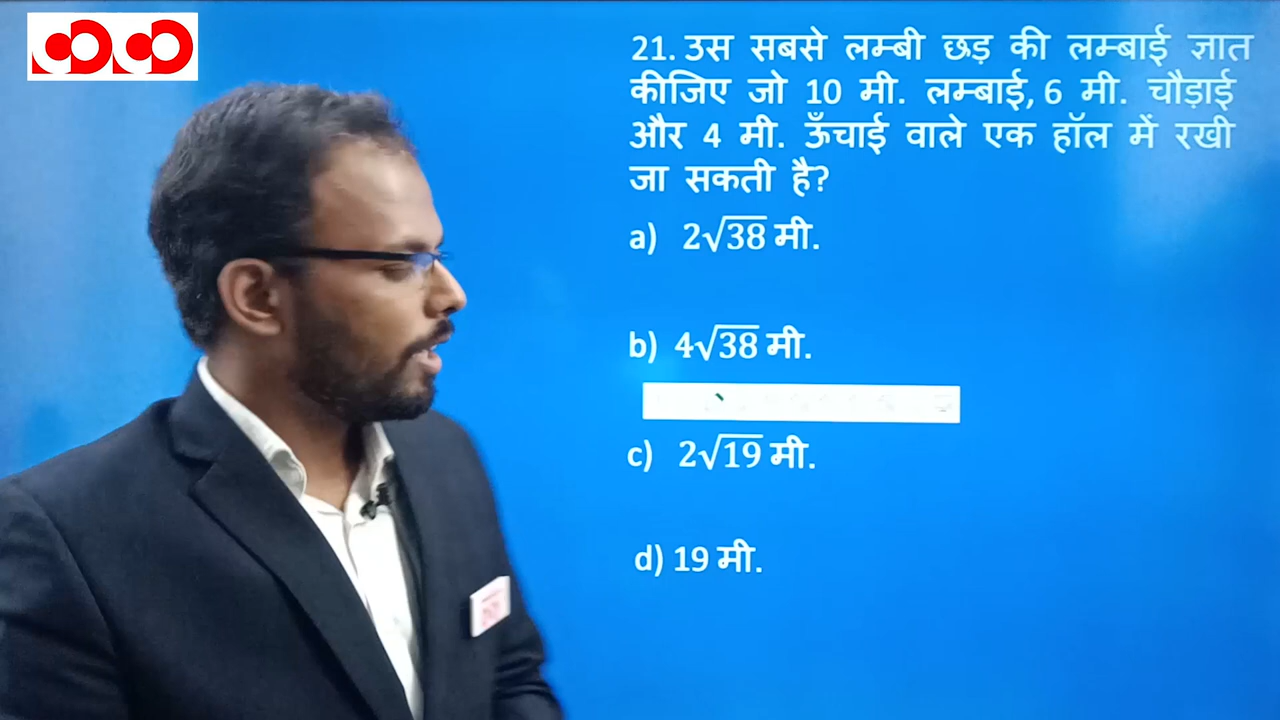 21. उस सबसे लम्बी छड़ की लम्बाई ज्ञात
कीजिए जो 10 मी. लम्बाई, 6 मी. चौड़ाई
और 4 मी. ऊँचाई वाले एक हॉल में रखी
जा सकती है?
a) 2√38 मी.
b) 4√38 मी.
c) 2√19 मी.
d) 19 मी.